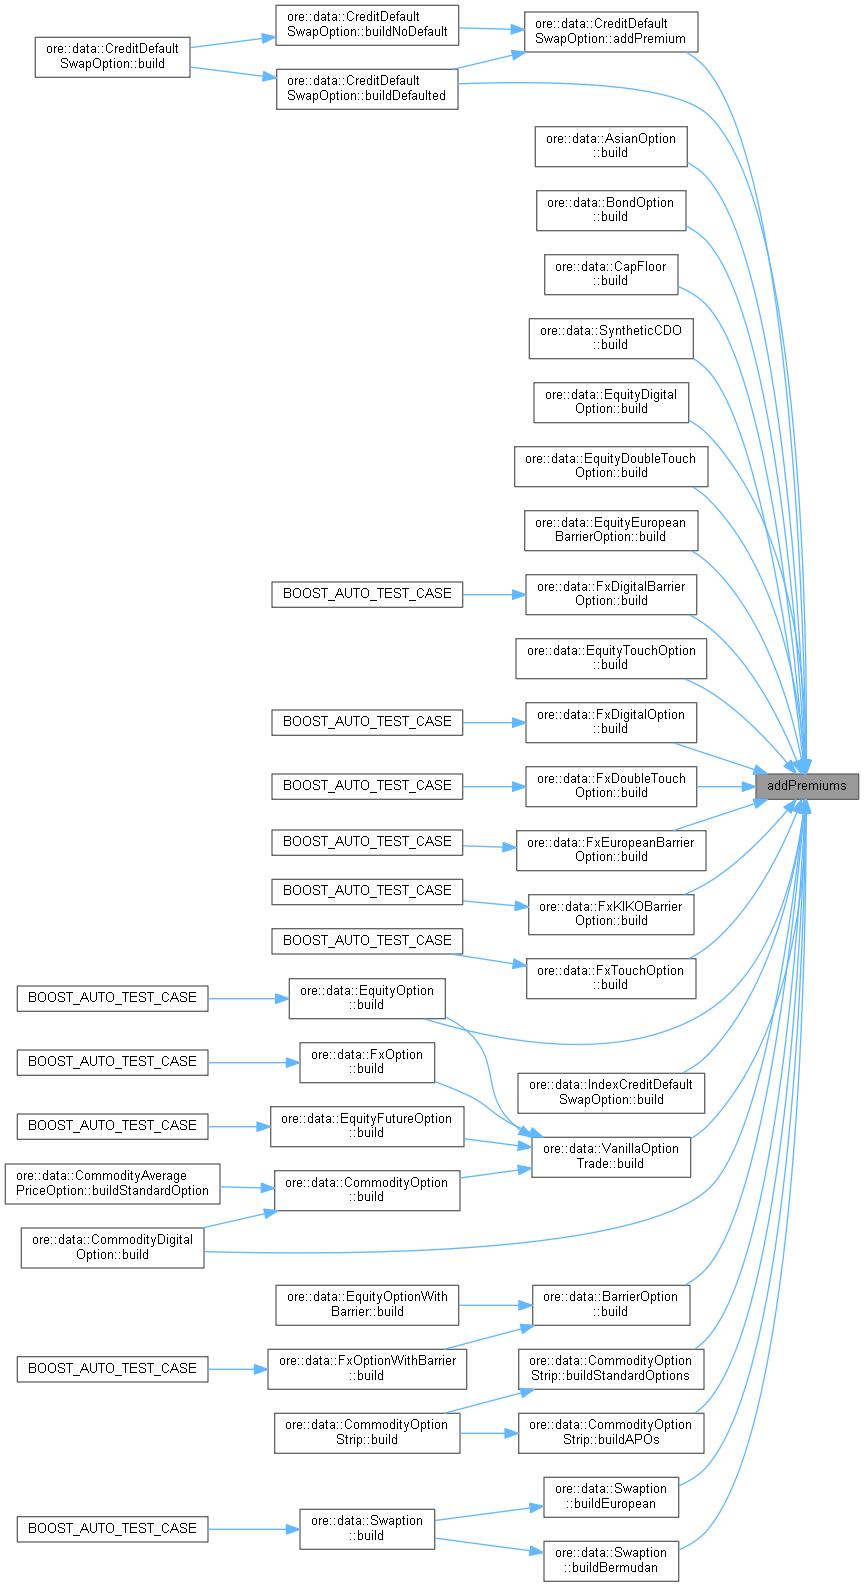 ore::data::CreditDefault
SwapOption::build
ore::data::CreditDefault
SwapOption::buildNoDefault
ore::data::CreditDefault
SwapOption::buildDefaulted
ore::data::CreditDefault
SwapOption::addPremium
ore::data::AsianOption
::build
ore::data::BondOption
::build
ore::data::CapFloor
::build
ore::data::SyntheticCDO
::build
ore::data::EquityDigital
Option::build
ore::data::EquityDoubleTouch
Option::build
ore::data::EquityEuropean
BarrierOption::build
BOOST_AUTO_TEST_CASE
ore::data::FxDigitalBarrier
Option::build
ore::data::EquityTouchOption
::build
BOOST_AUTO_TEST_CASE
ore::data::FxDigitalOption
::build
BOOST_AUTO_TEST_CASE
ore::data::FxDoubleTouch
Option::build
addPremiums
BOOST_AUTO_TEST_CASE
ore::data::FxEuropeanBarrier
Option::build
BOOST_AUTO_TEST_CASE
ore::data::FxKIKOBarrier
Option::build
BOOST_AUTO_TEST_CASE
ore::data::FxTouchOption
::build
BOOST_AUTO_TEST_CASE
ore::data::EquityOption
::build
BOOST_AUTO_TEST_CASE
ore::data::FxOption
::build
ore::data::IndexCreditDefault
SwapOption::build
BOOST_AUTO_TEST_CASE
ore::data::EquityFutureOption
::build
ore::data::VanillaOption
Trade::build
ore::data::CommodityAverage
PriceOption::buildStandardOption
ore::data::CommodityOption
::build
ore::data::CommodityDigital
Option::build
ore::data::EquityOptionWith
Barrier::build
ore::data::BarrierOption
::build
BOOST_AUTO_TEST_CASE
ore::data::FxOptionWithBarrier
::build
ore::data::CommodityOption
Strip::buildStandardOptions
ore::data::CommodityOption
Strip::build
ore::data::CommodityOption
Strip::buildAPOs
ore::data::Swaption
::buildEuropean
BOOST_AUTO_TEST_CASE
ore::data::Swaption
::build
ore::data::Swaption
::buildBermudan